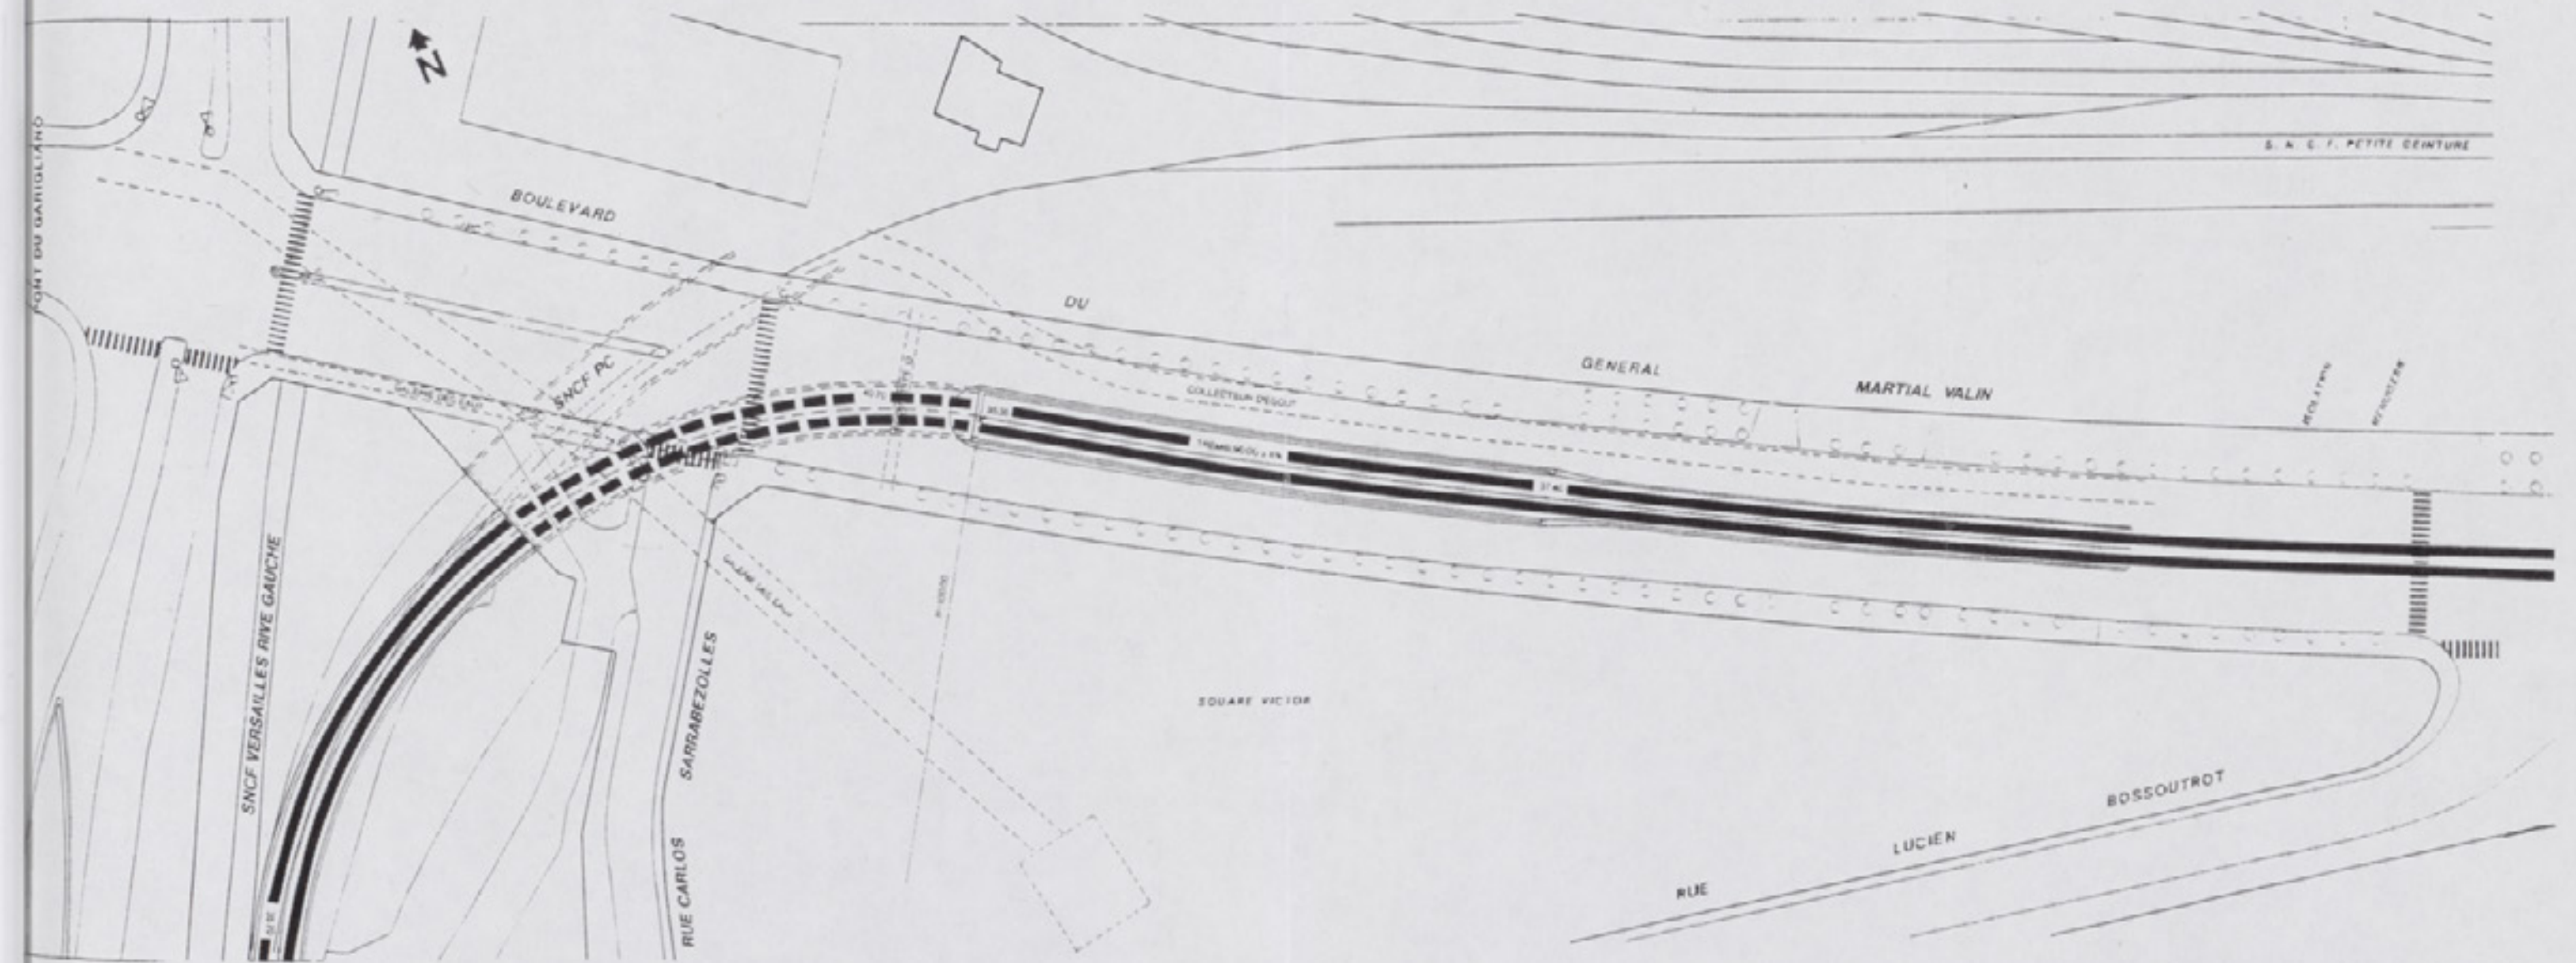 N
S. N. C. F. PETITE CEINTURE
PONT DU GARIGLIANO
BOULEVARD
DU
GENERAL
MARTIAL VALIN
SNCF PC
COLLECTEUR D'EGOUT
SNCF VERSAILLES RIVE GAUCHE
RUE CARLOS
SARRABEZOLLES
SQUARE VICTOR
RUE
LUCIEN
BOSSOUTROT